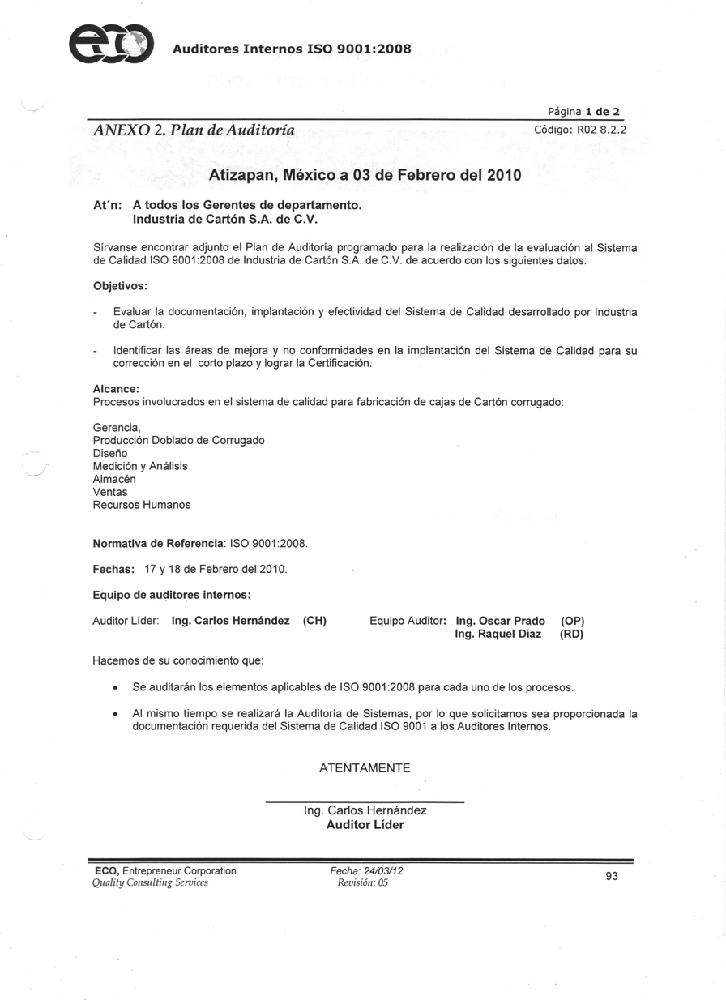 eco
Auditores Internos ISO 9001:2008
Página 1 de 2
ANEXO 2. Plan de Auditoría
Código: R02 8.2.2
Atizapan, México a 03 de Febrero del 2010
At´n: A todos los Gerentes de departamento.
Industria de Cartón S.A. de C.V.
Sírvanse encontrar adjunto el Plan de Auditoría programado para la realización de la evaluación al Sistema
de Calidad ISO 9001:2008 de Industria de Cartón S.A. de C.V. de acuerdo con los siguientes datos:
Objetivos:
- Evaluar la documentación, implantación y efectividad del Sistema de Calidad desarrollado por Industria
de Cartón.
- Identificar las áreas de mejora y no conformidades en la implantación del Sistema de Calidad para su
corrección en el corto plazo y lograr la Certificación.
Alcance:
Procesos involucrados en el sistema de calidad para fabricación de cajas de Cartón corrugado:
Gerencia,
Producción Doblado de Corrugado
Diseño
Medición y Análisis
Almacén
Ventas
Recursos Humanos
Normativa de Referencia: ISO 9001:2008.
Fechas: 17 y 18 de Febrero del 2010.
Equipo de auditores internos:
Auditor Líder: Ing. Carlos Hernández (CH) Equipo Auditor: Ing. Oscar Prado (OP)
Ing. Raquel Díaz (RD)
Hacemos de su conocimiento que:
• Se auditarán los elementos aplicables de ISO 9001:2008 para cada uno de los procesos.
• Al mismo tiempo se realizará la Auditoría de Sistemas, por lo que solicitamos sea proporcionada la
documentación requerida del Sistema de Calidad ISO 9001 a los Auditores Internos.
ATENTAMENTE
Ing. Carlos Hernández
Auditor Líder
ECO, Entrepreneur Corporation Fecha: 24/03/12 93
Quality Consulting Services Revisión: 05